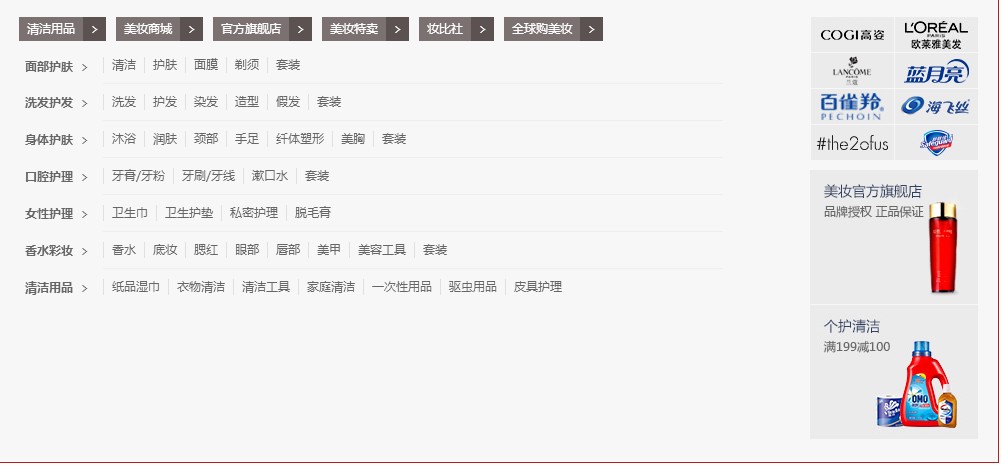 清洁用品 > 美妆商城 > 官方旗舰店 > 美妆特卖 > 妆比社 > 全球购美妆 >
面部护肤 > 清洁 护肤 面膜 剃须 套装
洗发护发 > 洗发 护发 染发 造型 假发 套装
身体护肤 > 沐浴 润肤 颈部 手足 纤体塑形 美胸 套装
口腔护理 > 牙膏/牙粉 牙刷/牙线 漱口水 套装
女性护理 > 卫生巾 卫生护垫 私密护理 脱毛膏
香水彩妆 > 香水 底妆 腮红 眼部 唇部 美甲 美容工具 套装
清洁用品 > 纸品湿巾 衣物清洁 清洁工具 家庭清洁 一次性用品 驱虫用品 皮具护理
COGI高姿
L'ORÉAL
PARIS
欧莱雅美发
LANCÔME
兰蔻
蓝月亮
百雀羚
PECHOIN
海飞丝
#the2ofus
Safeguard
美妆官方旗舰店
品牌授权 正品保证
个护清洁
满199减100
OMO